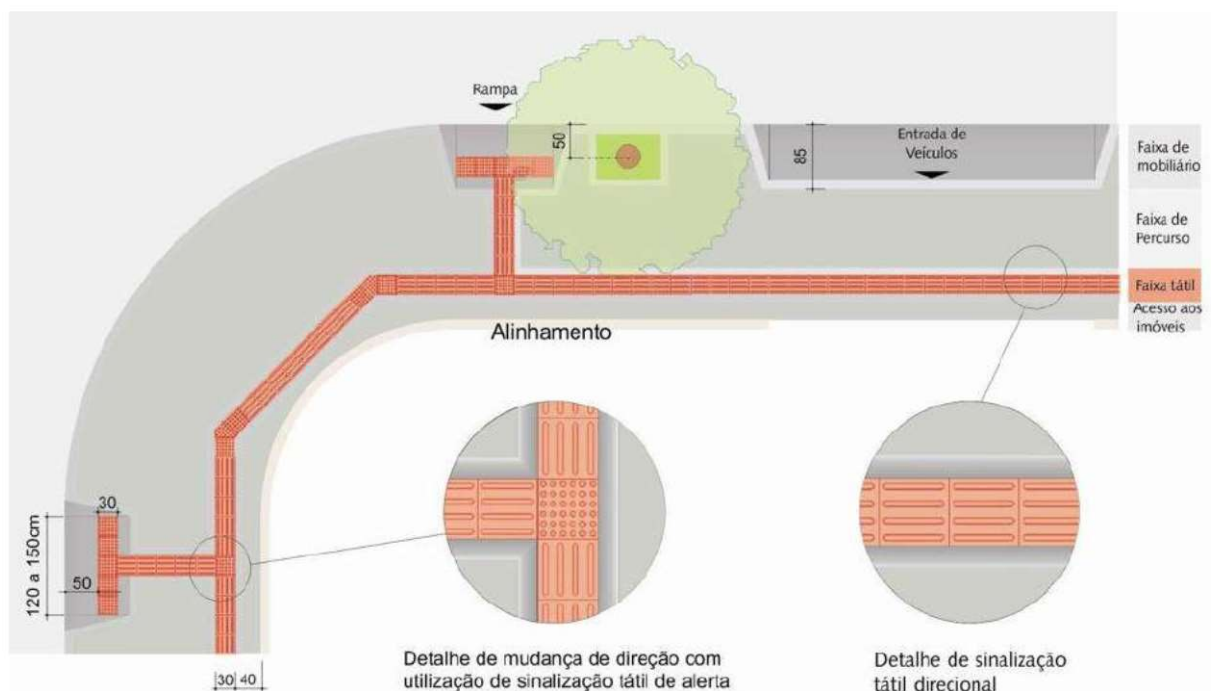 Rampa
50
Entrada de
Veículos
85
Faixa de
mobiliário
Faixa de
Percurso
Faixa tátil
Acesso aos
imóveis
Alinhamento
30
120 a 150cm
50
30 40
Detalhe de mudança de direção com
utilização de sinalização tátil de alerta
Detalhe de sinalização
tátil direcional